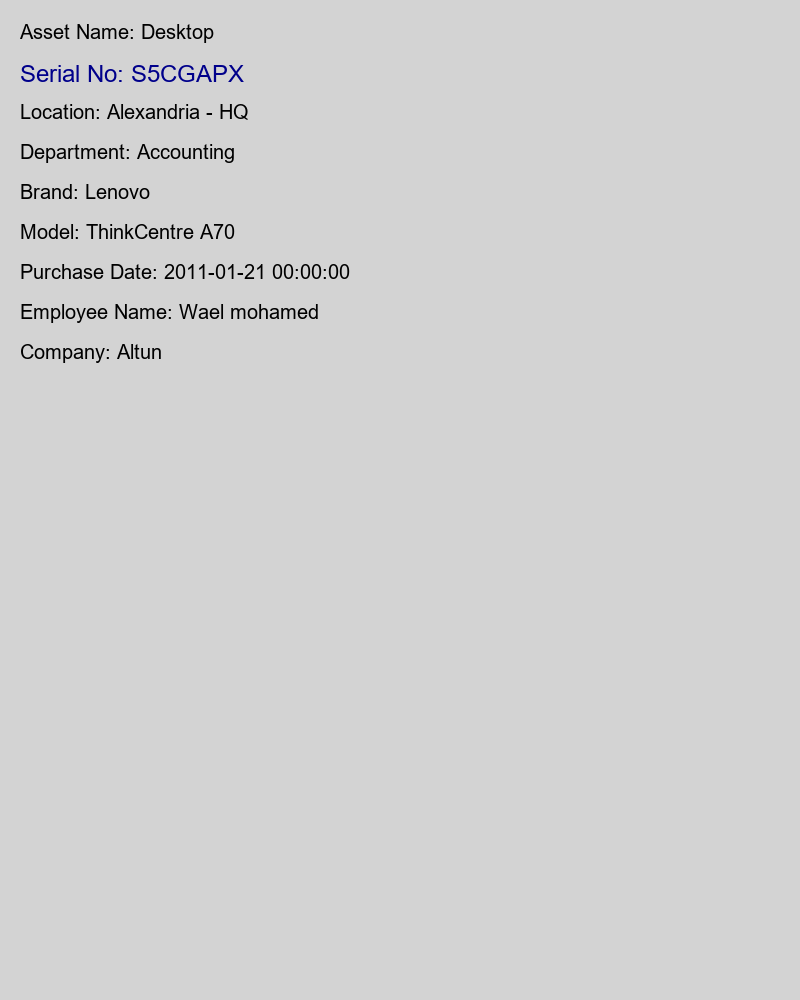 Asset Name: Desktop
Serial No: S5CGAPX
Location: Alexandria - HQ
Department: Accounting
Brand: Lenovo
Model: ThinkCentre A70
Purchase Date: 2011-01-21 00:00:00
Employee Name: Wael mohamed
Company: Altun